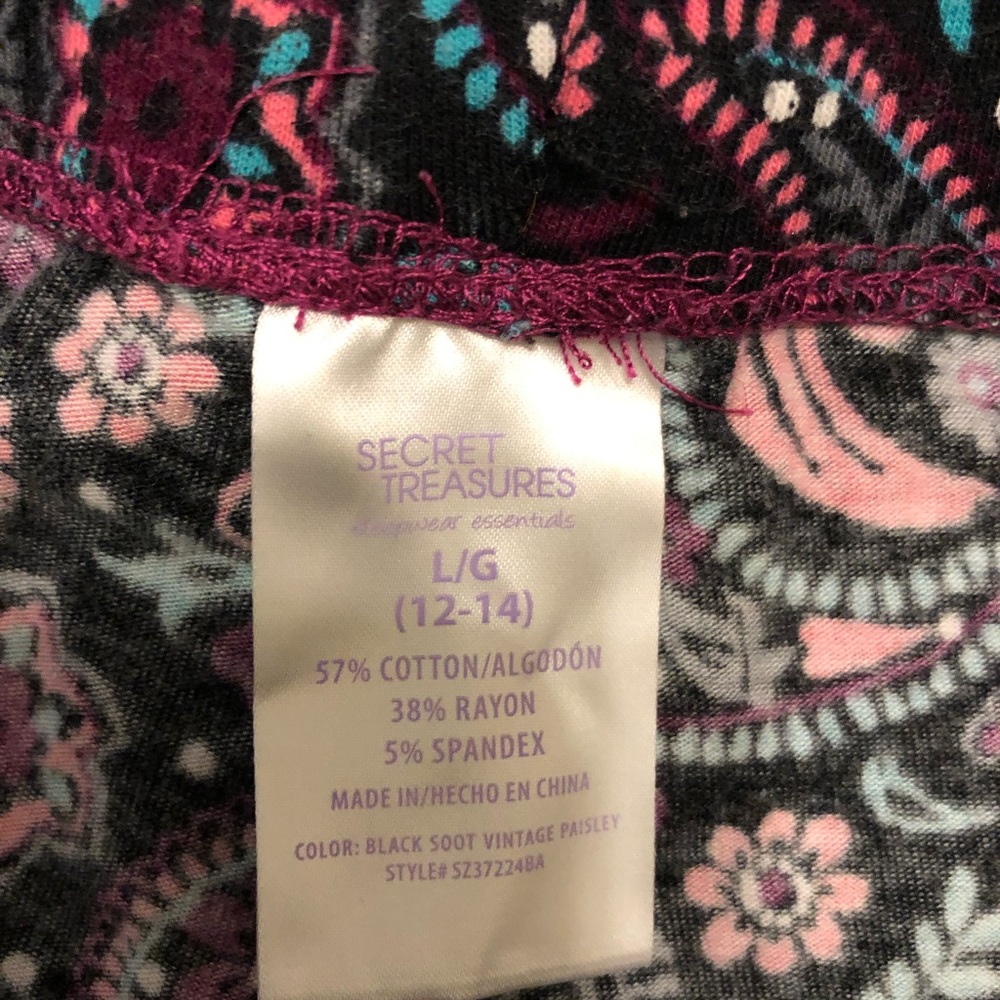 SECRET
TREASURES
sleepwear essentials
L/G
(12-14)
57% COTTON/ALGODÓN
38% RAYON
5% SPANDEX
MADE IN/HECHO EN CHINA
COLOR: BLACK SOOT VINTAGE PAISLEY
STYLE# SZ37224BA